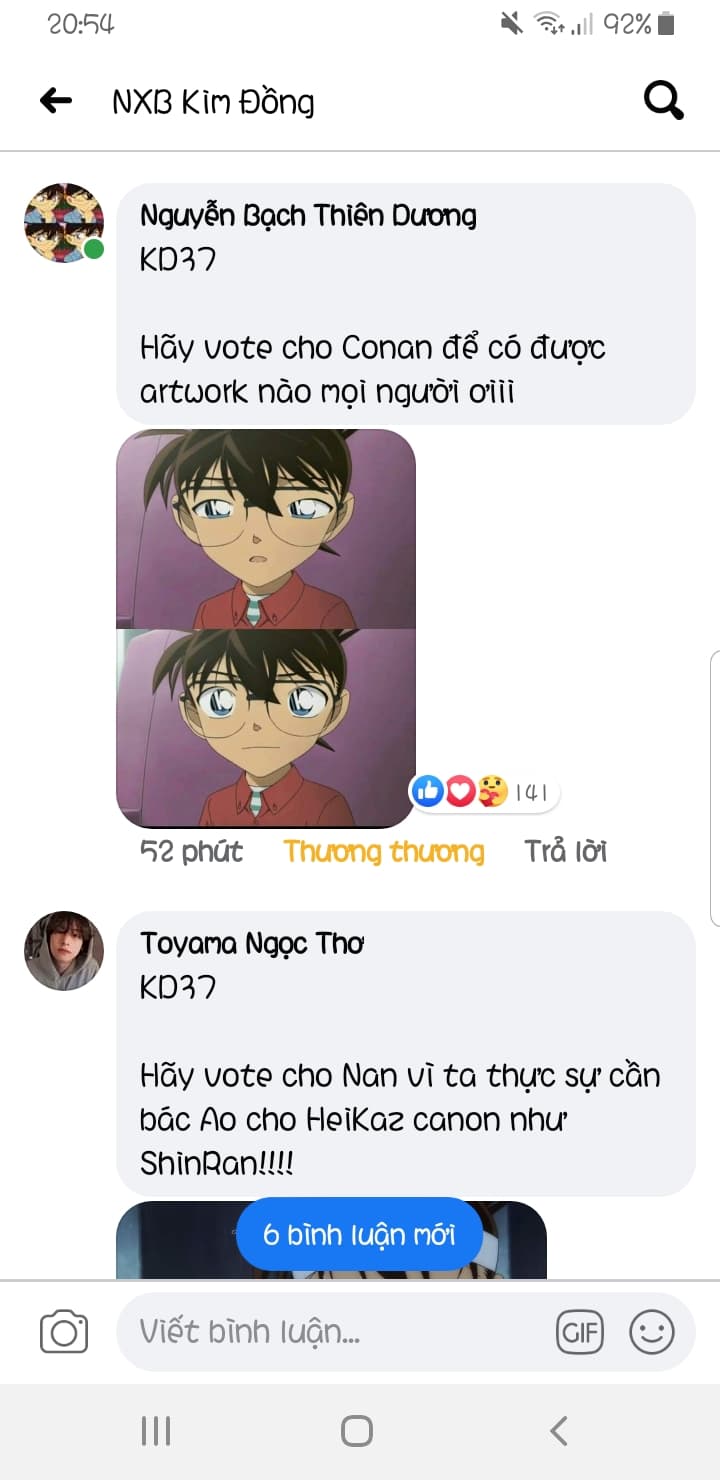 20:54
92%
NXB Kim Đồng
Nguyễn Bạch Thiên Dương
KD37
Hãy vote cho Conan để có được
artwork nào mọi người ơiii
141
52 phút Thương thương Trả lời
Toyama Ngọc Thơ
KD37
Hãy vote cho Nan vì ta thực sự cần
bác Ao cho HeiKaz canon như
ShinRan!!!!
6 bình luận mới
Viết bình luận...
GIF